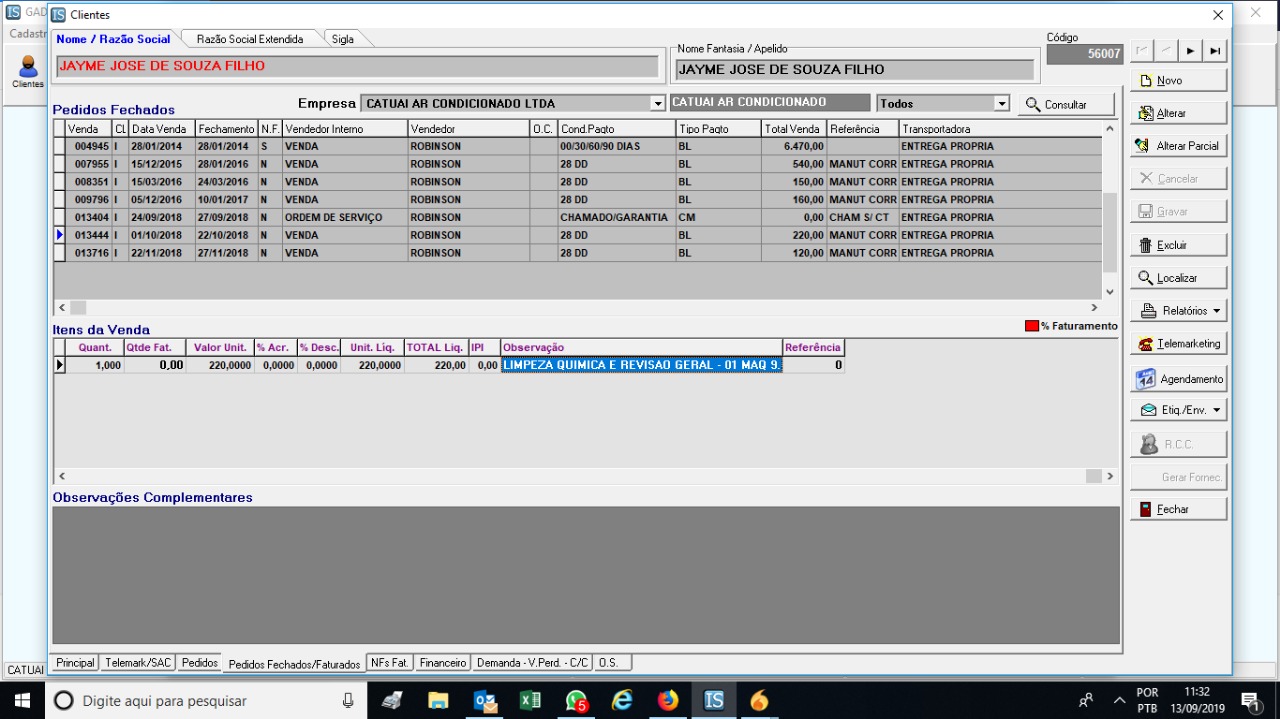 GAD
Clientes
Cadastr
Nome / Razão Social
Razão Social Extendida
Sigla
JAYME JOSE DE SOUZA FILHO
Nome Fantasia / Apelido
JAYME JOSE DE SOUZA FILHO
Código
56007
Clientes
Pedidos Fechados
Empresa CATUAI AR CONDICIONADO LTDA CATUAI AR CONDICIONADO Todos Consultar
Venda Cl Data Venda Fechamento N.F. Vendedor Interno Vendedor O.C. Cond.Pagto Tipo Pagto Total Venda Referência Transportadora
004945 I 28/01/2014 28/01/2014 S VENDA ROBINSON 00/30/60/90 DIAS BL 6.470,00 ENTREGA PROPRIA
007955 I 15/12/2015 28/01/2016 N VENDA ROBINSON 28 DD BL 540,00 MANUT CORR ENTREGA PROPRIA
008351 I 15/03/2016 24/03/2016 N VENDA ROBINSON 28 DD BL 150,00 MANUT CORR ENTREGA PROPRIA
009796 I 05/12/2016 10/01/2017 N VENDA ROBINSON 28 DD BL 160,00 MANUT CORR ENTREGA PROPRIA
013404 I 24/09/2018 27/09/2018 N ORDEM DE SERVIÇO ROBINSON CHAMADO/GARANTIA CM 0,00 CHAM S/ CT ENTREGA PROPRIA
013444 I 01/10/2018 22/10/2018 N VENDA ROBINSON 28 DD BL 220,00 MANUT CORR ENTREGA PROPRIA
013716 I 22/11/2018 27/11/2018 N VENDA ROBINSON 28 DD BL 120,00 MANUT CORR ENTREGA PROPRIA
Itens da Venda
% Faturamento
Quant. Qtde Fat. Valor Unit. % Acr. % Desc. Unit. Liq. TOTAL Liq. IPI Observação Referência
1,000 0,00 220,0000 0,0000 0,0000 220,0000 220,00 0,00 LIMPEZA QUIMICA E REVISAO GERAL - 01 MAQ 9. 0
Observações Complementares
Novo
Alterar
Alterar Parcial
Cancelar
Gravar
Excluir
Localizar
Relatórios
Telemarketing
14 Agendamento
Etiq./Env.
R.C.C.
Gerar Fornec.
Fechar
Principal Telemark/SAC Pedidos Pedidos Fechados/Faturados NFs Fat. Financeiro Demanda - V.Perd. - C/C O.S.
CATUAI
Digite aqui para pesquisar
5
IS
POR
PTB
11:32
13/09/2019
1